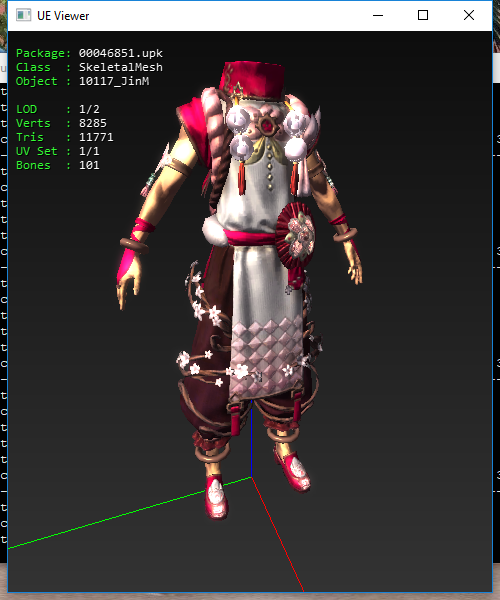 UE Viewer
Package: 00046851.upk
Class : SkeletalMesh
Object : 10117_JinM
LOD : 1/2
Verts : 8285
Tris : 11771
UV Set : 1/1
Bones : 101